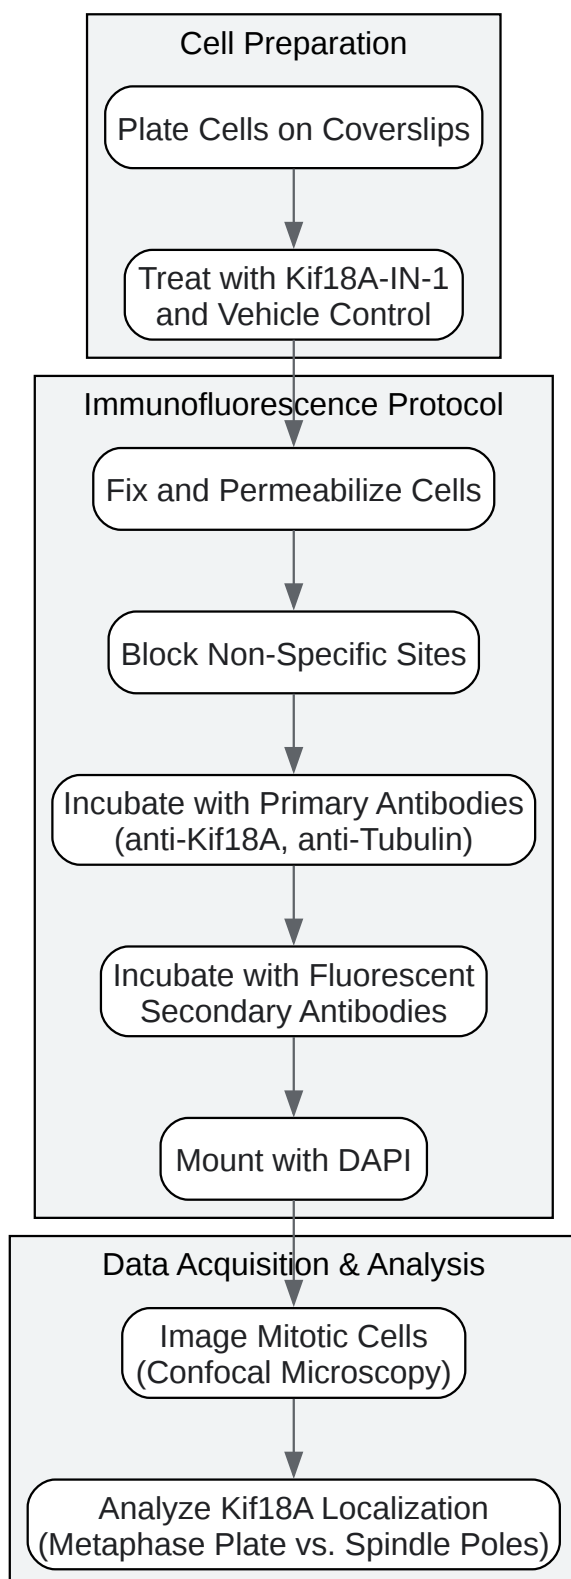 Cell Preparation
Plate Cells on Coverslips
Treat with Kif18A-IN-1
and Vehicle Control
Immunofluorescence Protocol
Fix and Permeabilize Cells
Block Non-Specific Sites
Incubate with Primary Antibodies
(anti-Kif18A, anti-Tubulin)
Incubate with Fluorescent
Secondary Antibodies
Mount with DAPI
Data Acquisition & Analysis
Image Mitotic Cells
(Confocal Microscopy)
Analyze Kif18A Localization
(Metaphase Plate vs. Spindle Poles)